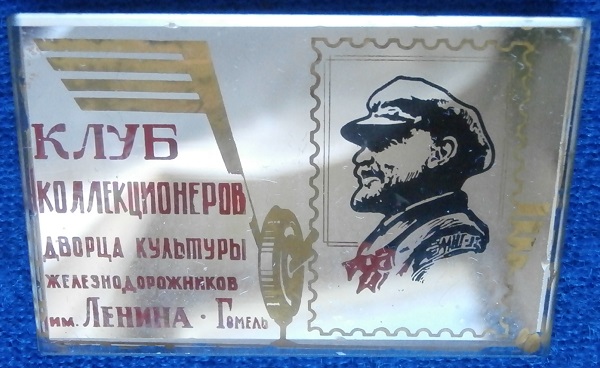 КЛУБ
КОЛЛЕКЦИОНЕРОВ
ДВОРЦА КУЛЬТУРЫ
ЖЕЛЕЗНОДОРОЖНИКОВ
им. ЛЕНИНА · ГОМЕЛЬ